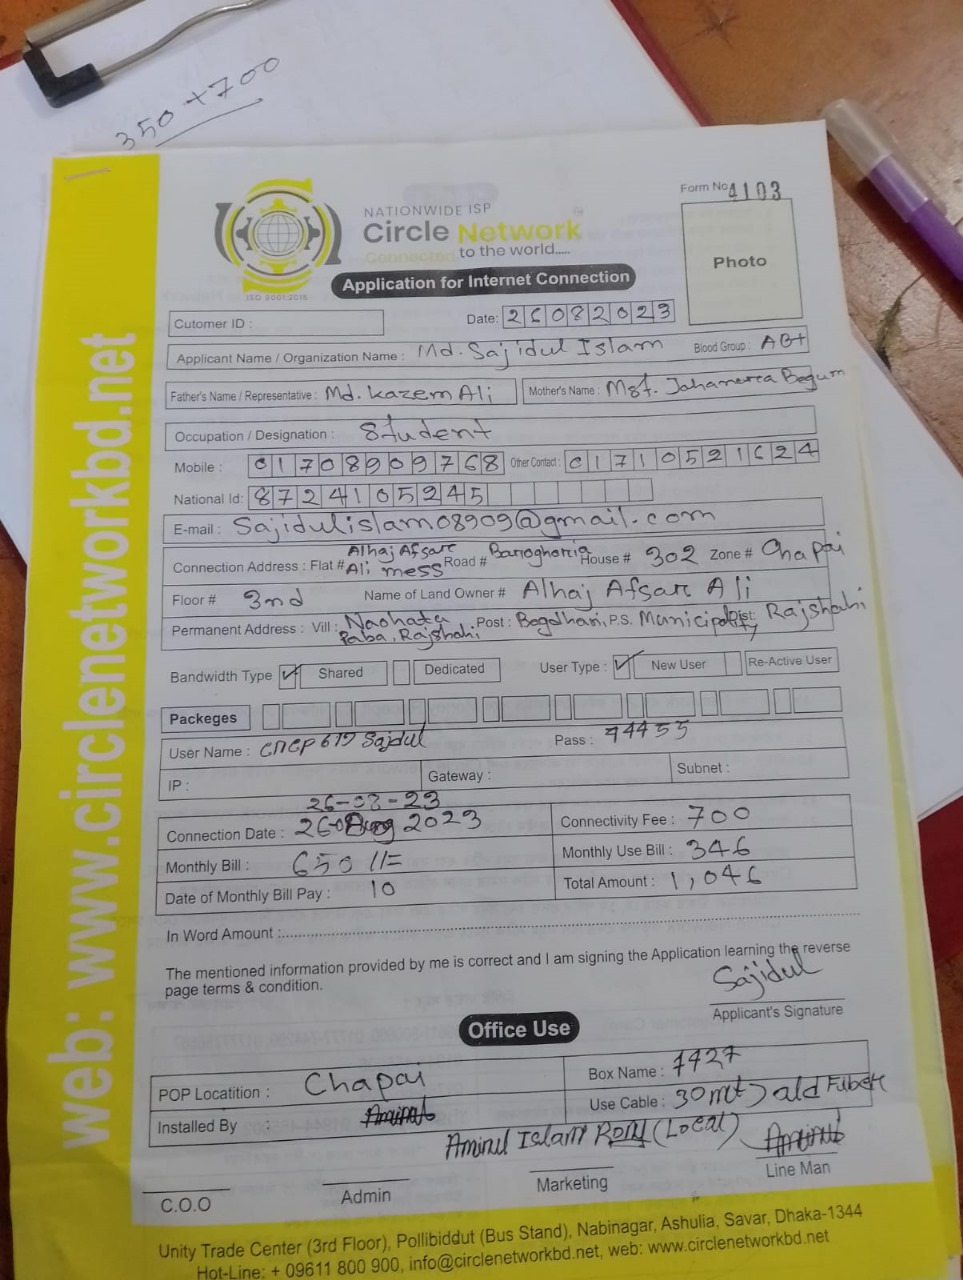 350 + 700
Form No 4103
NATIONWIDE ISP
Circle Network
Connected to the world.....
ISO 9001:2015
Photo
Application for Internet Connection
Cutomer ID :
Date: 26082023
Applicant Name / Organization Name : Md. Sajidul Islam Blood Group : AB+
Father's Name / Representative : Md. Kazem Ali Mother's Name : Mst. Jahanara Begum
Occupation / Designation : Student
Mobile : 01708909768 Other Contact : 01710521624
National Id: 8724105245
E-mail : Sajidulislam08909@gmail.com
Connection Address : Flat # Alhaj Afsar Ali mess Road # Baroghoria House # 302 Zone # Chapai
Floor # 3nd Name of Land Owner # Alhaj Afsar Ali
Permanent Address : Vill : Naohata Paba, Rajshahi Post : Bagdhani, P.S. Municipality Dist: Rajshahi
Bandwidth Type ✓ Shared Dedicated User Type : ✓ New User Re-Active User
Packeges
User Name : Sajdul Pass : 44455
IP : Gateway : Subnet :
26-08-23
Connection Date : 26 Aug 2023 Connectivity Fee : 700
Monthly Bill : 650 //= Monthly Use Bill : 346
Date of Monthly Bill Pay : 10 Total Amount : 1,046
In Word Amount :
The mentioned information provided by me is correct and I am signing the Application learning the reverse
page terms & condition.
Sajidul
Applicant's Signature
Office Use
POP Locatition : Chapai Box Name : 7427
Installed By : Use Cable : 30mt
Aminul Islam Rony (Local)
C.O.O Admin Marketing Line Man
Unity Trade Center (3rd Floor), Pollibiddut (Bus Stand), Nabinagar, Ashulia, Savar, Dhaka-1344
Hot-Line: + 09611 800 900, info@circlenetworkbd.net, web: www.circlenetworkbd.net
web: www.circlenetworkbd.net